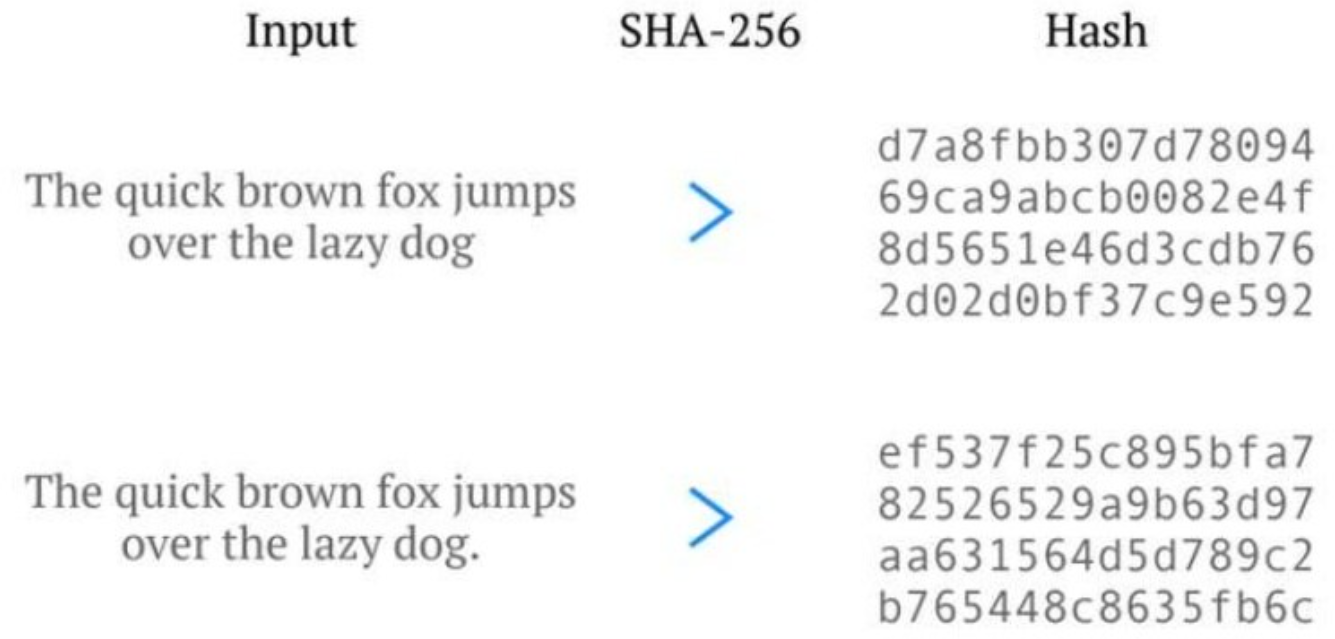 Input SHA-256 Hash
The quick brown fox jumps
over the lazy dog
>
d7a8fbb307d78094
69ca9abcb0082e4f
8d5651e46d3cdb76
2d02d0bf37c9e592
The quick brown fox jumps
over the lazy dog.
>
ef537f25c895bfa7
82526529a9b63d97
aa631564d5d789c2
b765448c8635fb6c